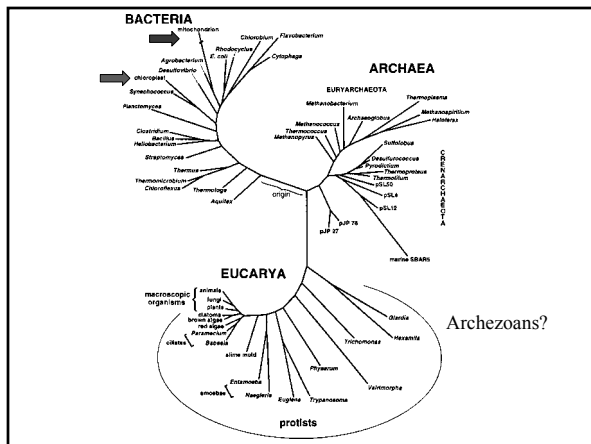 BACTERIA
mitochondrion
Chlorobium
Flavobacterium
Rhodocyclus
E. coli
Cytophaga
Agrobacterium
Desulfovibrio
chloroplast
Synechococcus
Planctomyces
Clostridium
Bacillus
Heliobacterium
Streptomyces
Thermus
Thermomicrobium
Chloroflexus
Thermotoga
Aquifex
origin
ARCHAEA
EURYARCHAEOTA
Methanobacterium
Thermoplasma
Archaeoglobus
Methanospirillum
Haloferax
Methanococcus
Thermococcus
Methanopyrus
Sulfolobus
Desulfurococcus
Pyrodictium
Thermoproteus
Thermofilum
pSL50
pSL4
pSL12
pJP 78
pJP 27
marine SBAR5
CRENARCHAEOTA
EUCARYA
macroscopic
organisms
animals
fungi
plants
diatoms
brown algae
red algae
ciliates
Paramecium
Babesia
slime mold
amoebae
Entamoeba
Naegleria
Euglena
Trypanosoma
Physarum
Vairimorpha
Trichomonas
Hexamita
Giardia
protists
Archezoans?